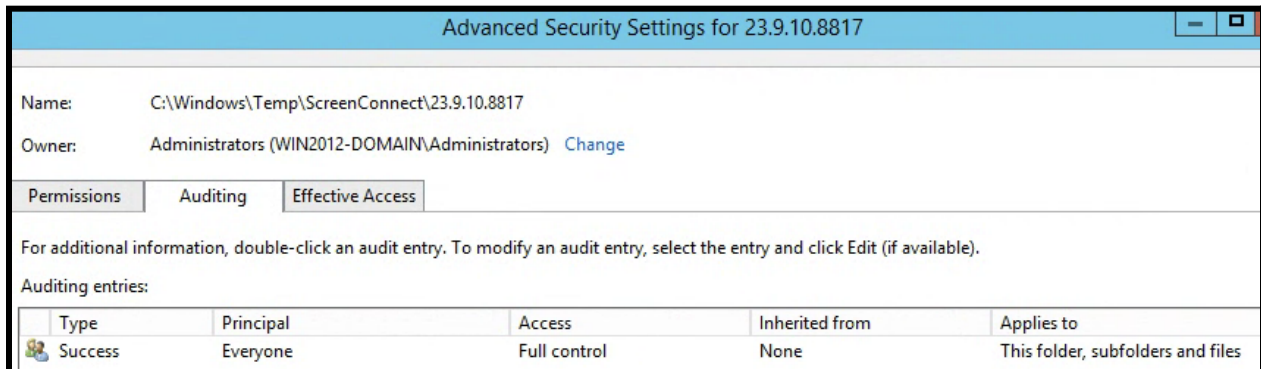 Advanced Security Settings for 23.9.10.8817
Name: C:\Windows\Temp\ScreenConnect\23.9.10.8817
Owner: Administrators (WIN2012-DOMAIN\Administrators) Change
Permissions Auditing Effective Access
For additional information, double-click an audit entry. To modify an audit entry, select the entry and click Edit (if available).
Auditing entries:
Type Principal Access Inherited from Applies to
Success Everyone Full control None This folder, subfolders and files